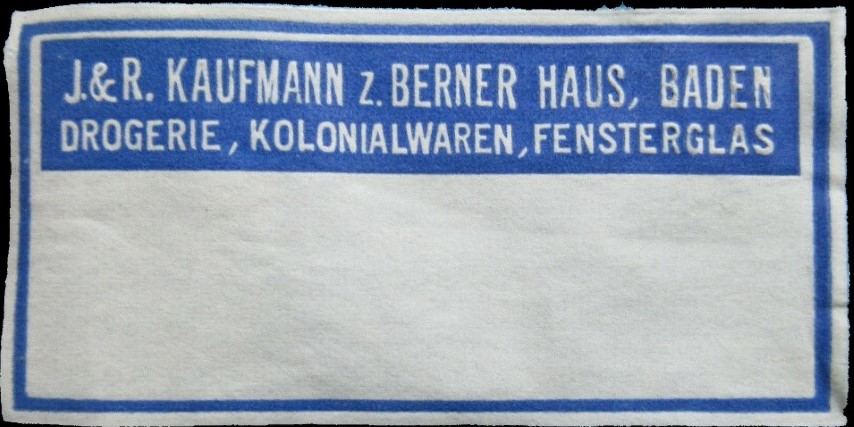 J.&R. KAUFMANN z. BERNER HAUS, BADEN
DROGERIE, KOLONIALWAREN, FENSTERGLAS